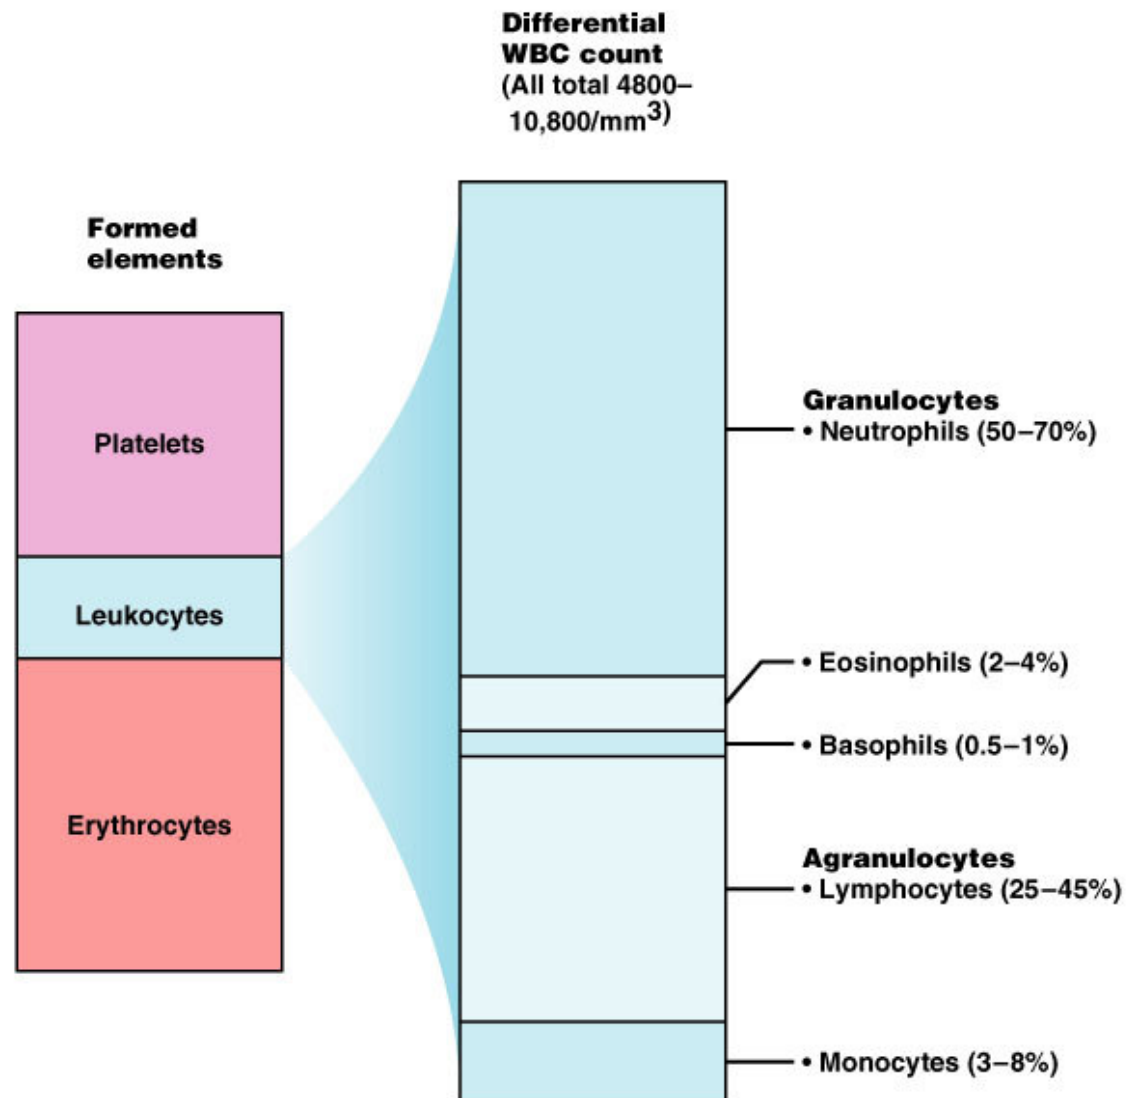 Differential
WBC count
(All total 4800–
10,800/mm3)
Formed
elements
Platelets
Leukocytes
Erythrocytes
Granulocytes
• Neutrophils (50–70%)
• Eosinophils (2–4%)
• Basophils (0.5–1%)
Agranulocytes
• Lymphocytes (25–45%)
• Monocytes (3–8%)